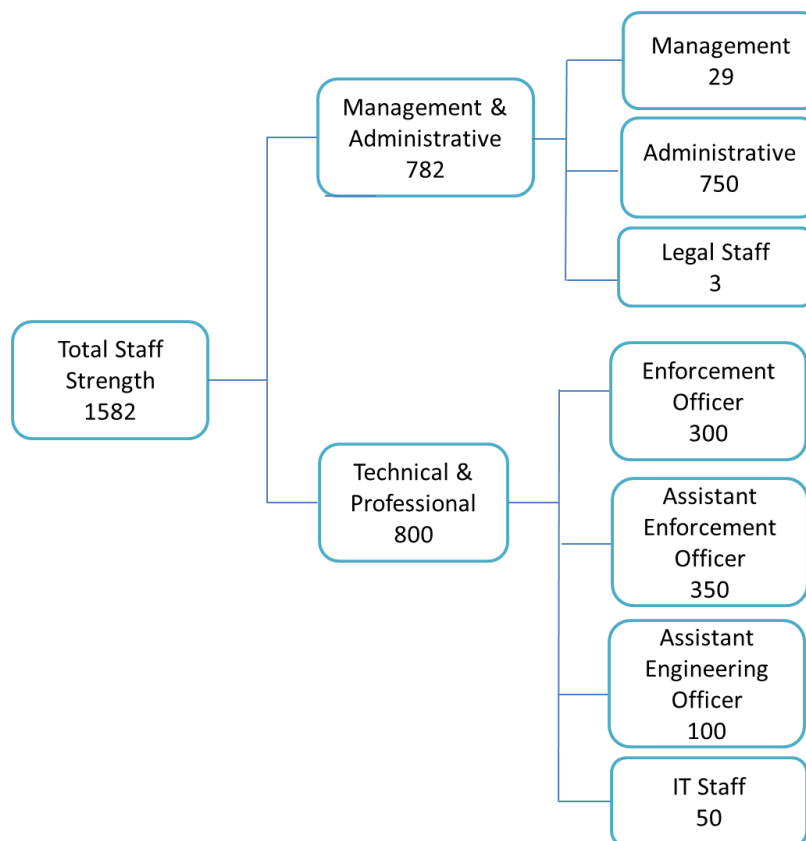 Management
29
Management &
Administrative
782
Administrative
750
Legal Staff
3
Total Staff
Strength
1582
Enforcement
Officer
300
Technical &
Professional
800
Assistant
Enforcement
Officer
350
Assistant
Engineering
Officer
100
IT Staff
50